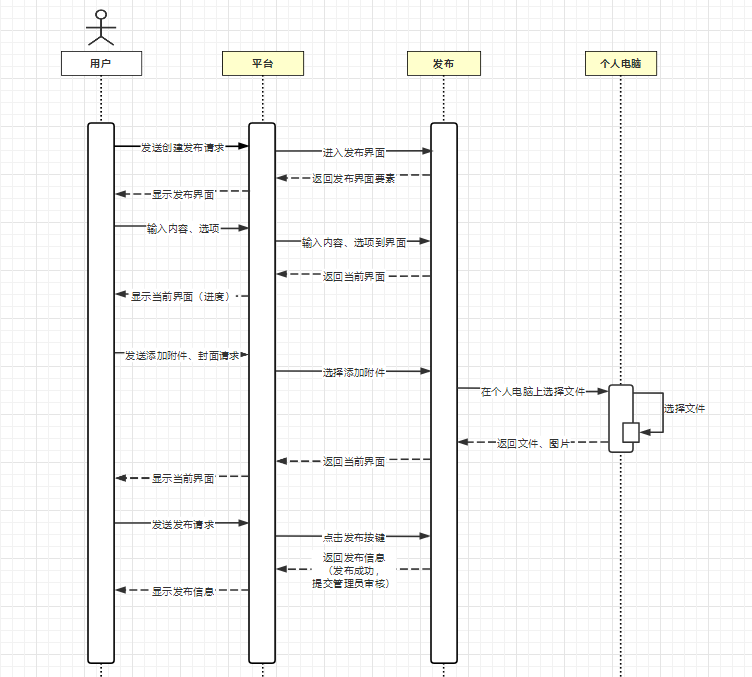 用户
平台
发布
个人电脑
发送创建发布请求
进入发布界面
返回发布界面要素
显示发布界面
输入内容、选项
输入内容、选项到界面
返回当前界面
显示当前界面（进度）
发送添加附件、封面请求
选择添加附件
在个人电脑上选择文件
选择文件
返回文件、图片
返回当前界面
显示当前界面
发送发布请求
点击发布按键
返回发布信息
（发布成功，
提交管理员审核）
显示发布信息